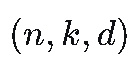 (n, k, d)